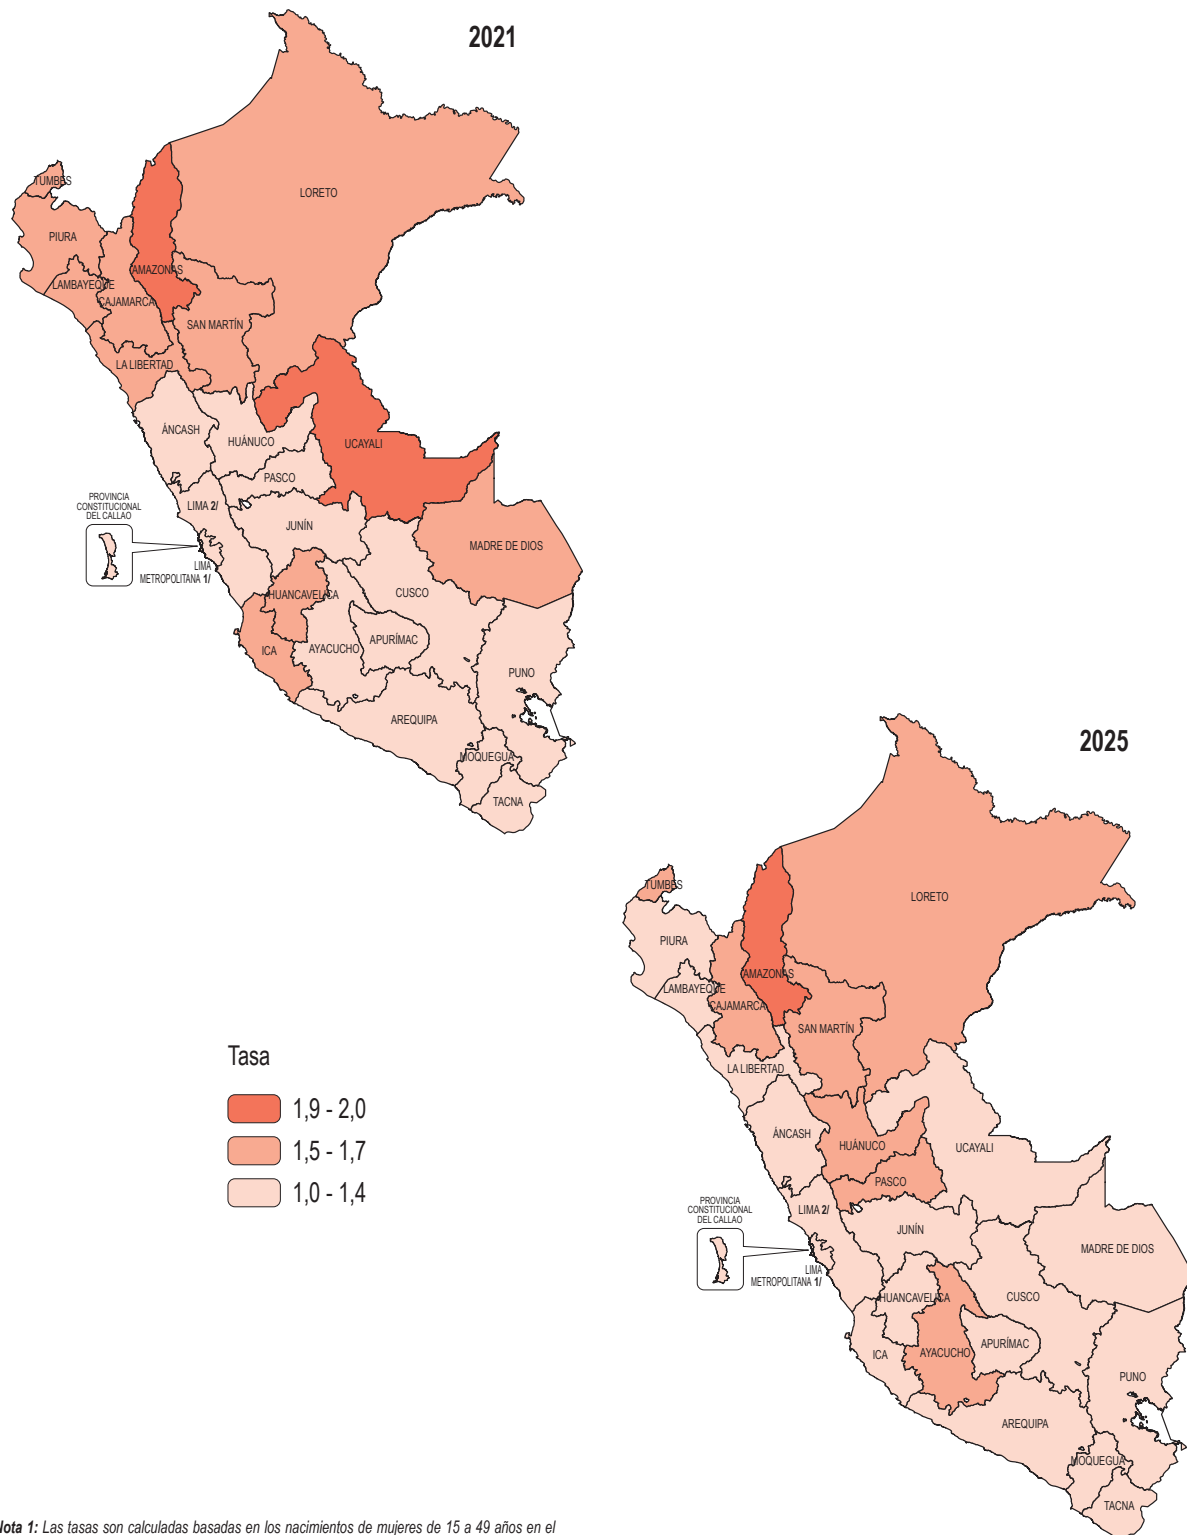 2021
TUMBES
LORETO
PIURA
AMAZONAS
LAMBAYEQUE
CAJAMARCA
SAN MARTÍN
LA LIBERTAD
ÁNCASH
HUÁNUCO
UCAYALI
PASCO
PROVINCIA
CONSTITUCIONAL
DEL CALLAO
LIMA 2/
JUNÍN
MADRE DE DIOS
LIMA
METROPOLITANA 1/
HUANCAVELICA
CUSCO
ICA
AYACUCHO
APURÍMAC
PUNO
AREQUIPA
MOQUEGUA
TACNA
2025
TUMBES
LORETO
PIURA
AMAZONAS
LAMBAYEQUE
CAJAMARCA
SAN MARTÍN
LA LIBERTAD
ÁNCASH
HUÁNUCO
UCAYALI
PASCO
PROVINCIA
CONSTITUCIONAL
DEL CALLAO
LIMA 2/
JUNÍN
MADRE DE DIOS
LIMA
METROPOLITANA 1/
HUANCAVELICA
CUSCO
ICA
AYACUCHO
APURÍMAC
PUNO
AREQUIPA
MOQUEGUA
TACNA
Tasa
1,9 - 2,0
1,5 - 1,7
1,0 - 1,4
lota 1: Las tasas son calculadas basadas en los nacimientos de mujeres de 15 a 49 años en el